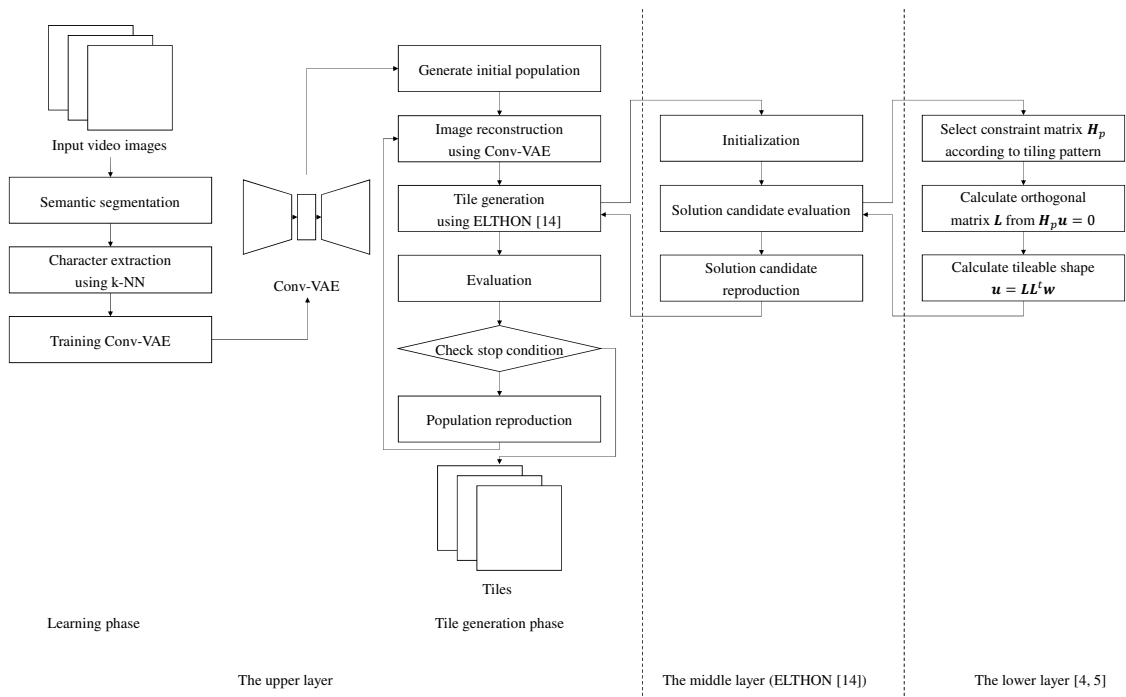 Input video images
Semantic segmentation
Character extraction
using k-NN
Training Conv-VAE
Conv-VAE
Generate initial population
Image reconstruction
using Conv-VAE
Tile generation
using ELTHON [14]
Evaluation
Check stop condition
Population reproduction
Tiles
Initialization
Solution candidate evaluation
Solution candidate
reproduction
Select constraint matrix 𝑯ₚ
according to tiling pattern
Calculate orthogonal
matrix 𝑳 from 𝑯ₚ𝒖 = 0
Calculate tileable shape
𝒖 = 𝑳𝑳ᵗ𝒘
Learning phase
Tile generation phase
The upper layer
The middle layer (ELTHON [14])
The lower layer [4, 5]